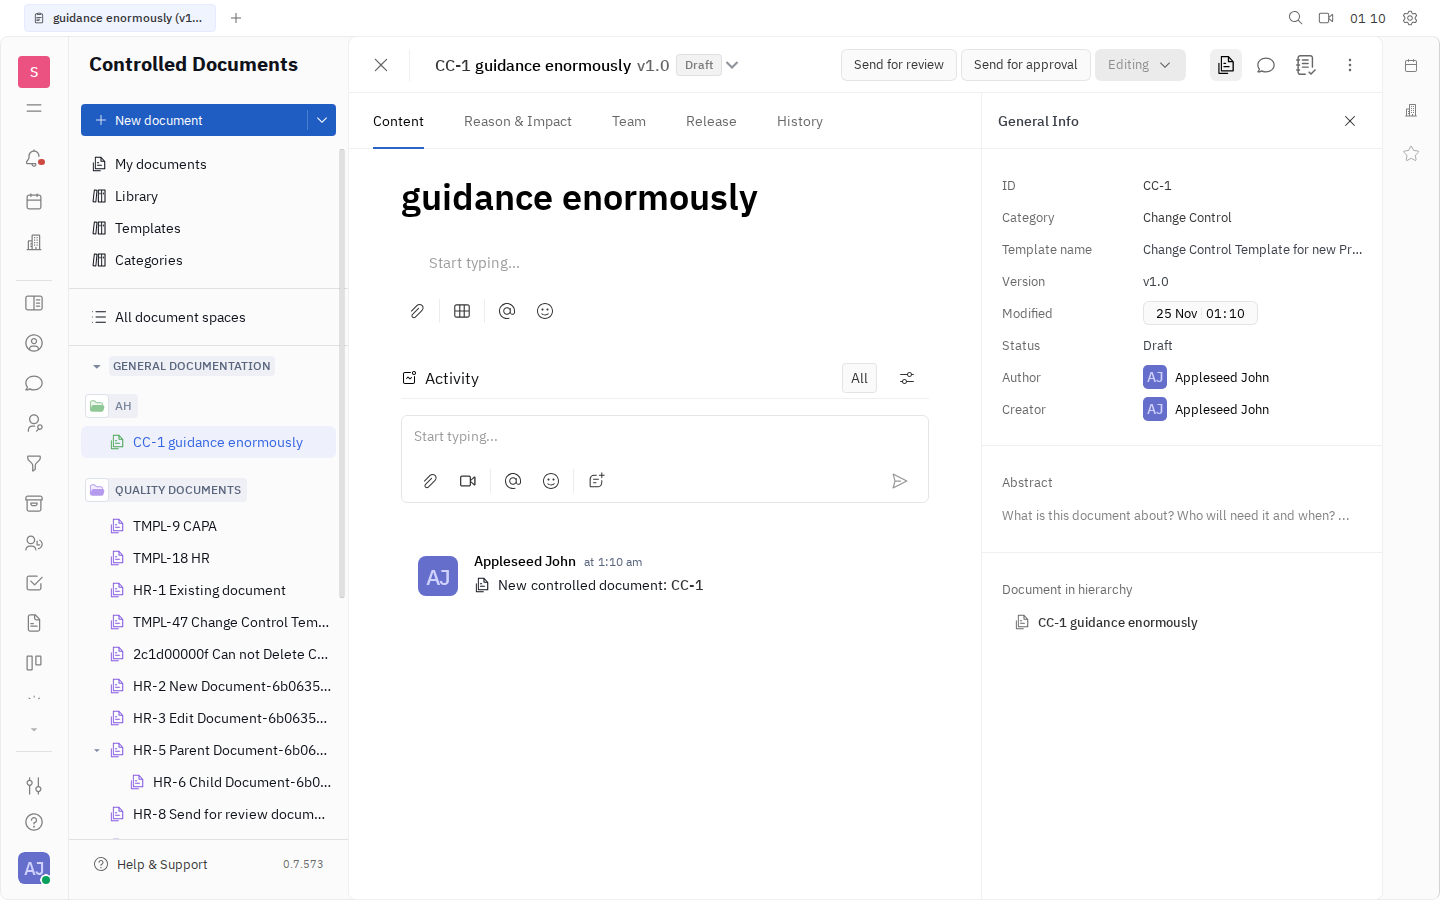 guidance enormously (v1...
01 10
S
Controlled Documents
New document
My documents
Library
Templates
Categories
All document spaces
GENERAL DOCUMENTATION
AH
CC-1 guidance enormously
QUALITY DOCUMENTS
TMPL-9 CAPA
TMPL-18 HR
HR-1 Existing document
TMPL-47 Change Control Tem...
2c1d00000f Can not Delete C...
HR-2 New Document-6b0635...
HR-3 Edit Document-6b0635...
HR-5 Parent Document-6b06...
HR-6 Child Document-6b0...
HR-8 Send for review docum...
Help & Support 0.7.573
AJ
CC-1 guidance enormously v1.0 Draft
Send for review Send for approval Editing
Content Reason & Impact Team Release History
guidance enormously
Start typing...
Activity All
Start typing...
AJ
Appleseed John at 1:10 am
New controlled document: CC-1
General Info
ID CC-1
Category Change Control
Template name Change Control Template for new Pr...
Version v1.0
Modified 25 Nov 01:10
Status Draft
Author AJ Appleseed John
Creator AJ Appleseed John
Abstract
What is this document about? Who will need it and when? ...
Document in hierarchy
CC-1 guidance enormously